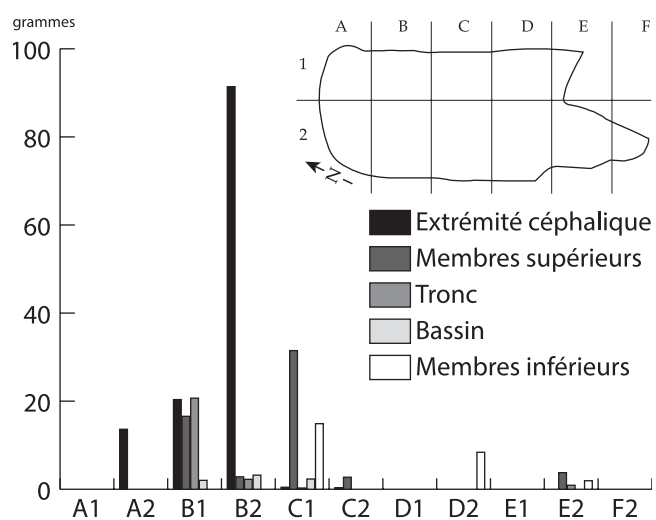 grammes
100
80
60
40
20
0
A1 A2 B1 B2 C1 C2 D1 D2 E1 E2 F2
A B C D E F
1
2
N
Extrémité céphalique
Membres supérieurs
Tronc
Bassin
Membres inférieurs